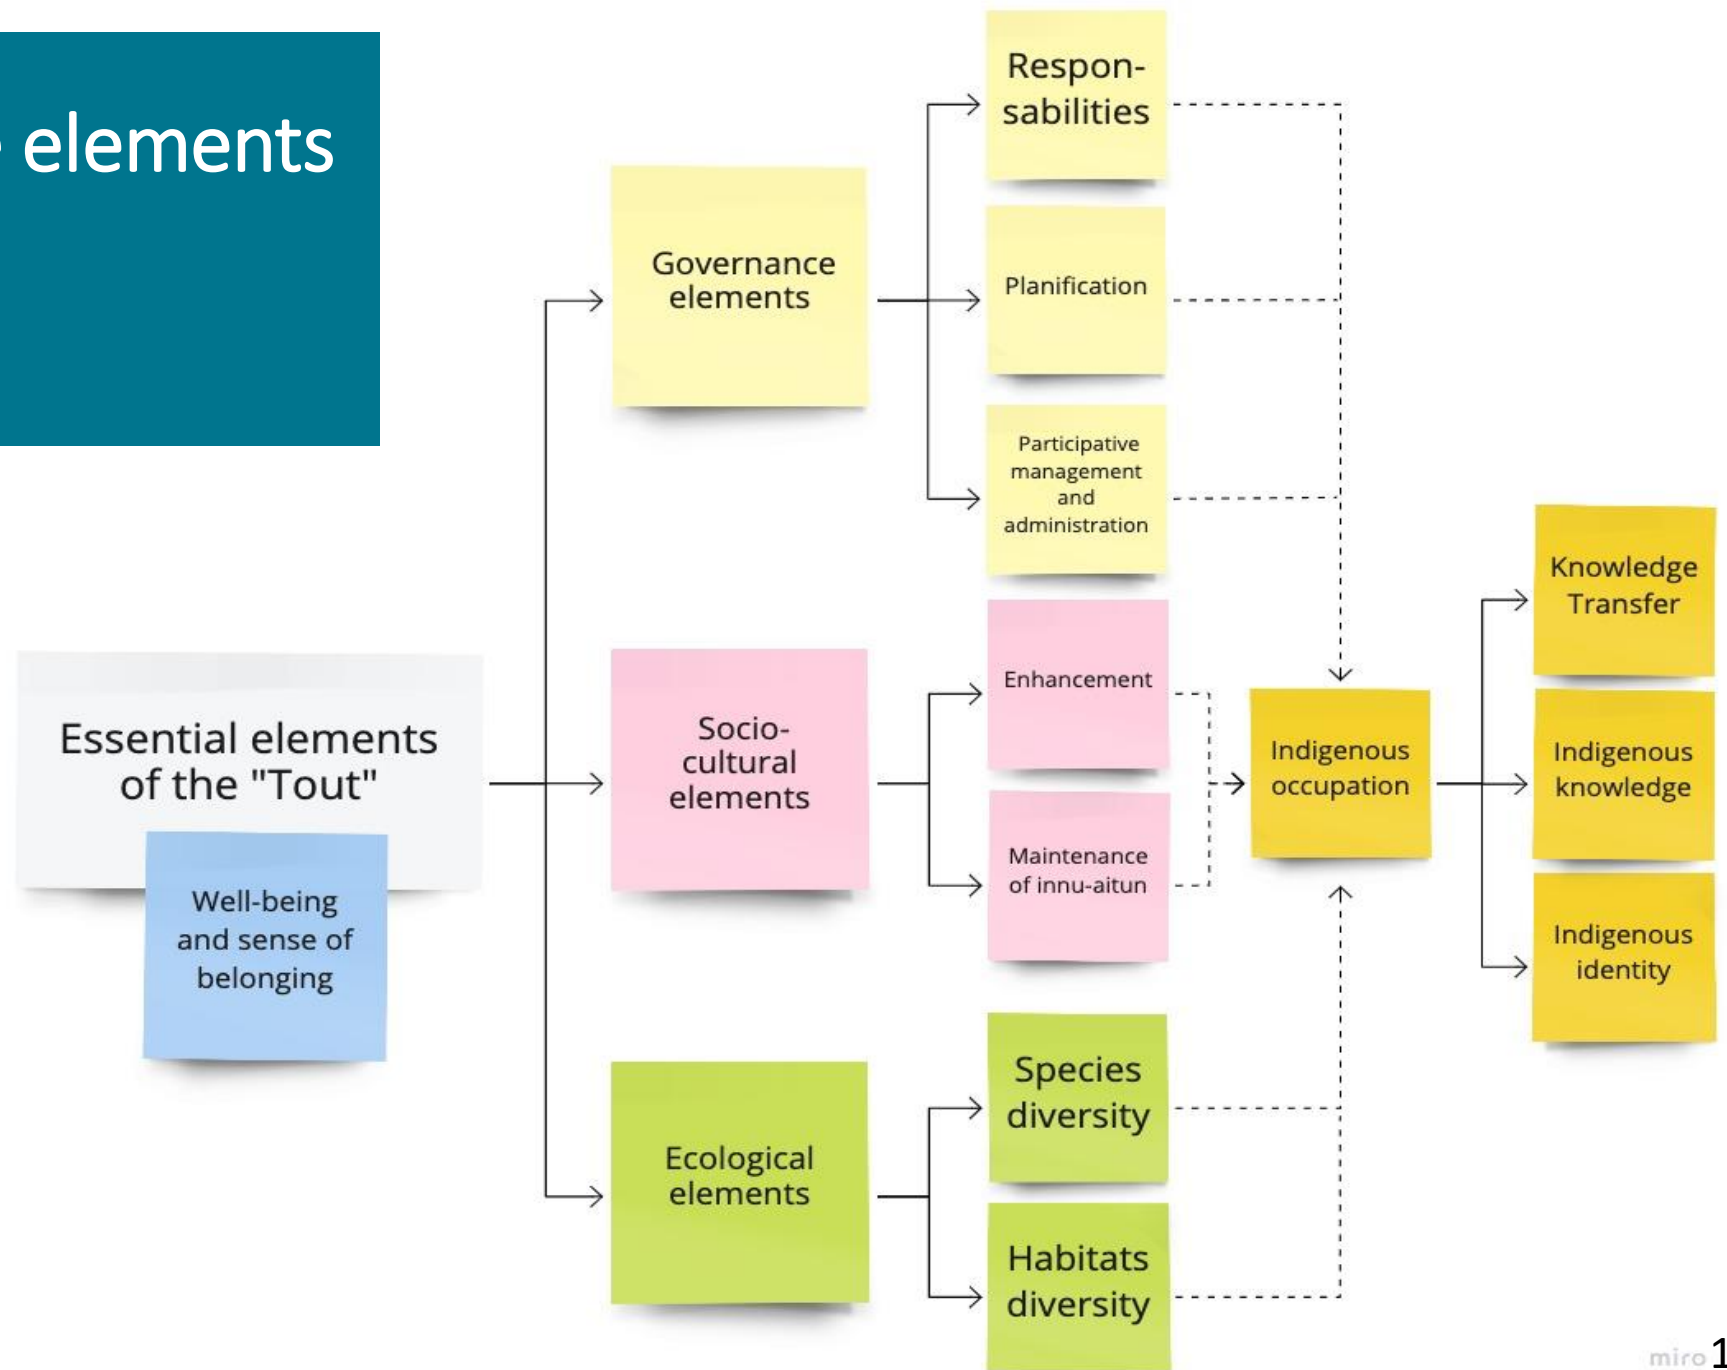 elements
Respon-
sabilities
Governance
elements
Planification
Participative
management
and
administration
Essential elements
of the "Tout"
Well-being
and sense of
belonging
Socio-
cultural
elements
Enhancement
Maintenance
of innu-aitun
Ecological
elements
Species
diversity
Habitats
diversity
Indigenous
occupation
Knowledge
Transfer
Indigenous
knowledge
Indigenous
identity
miro 1